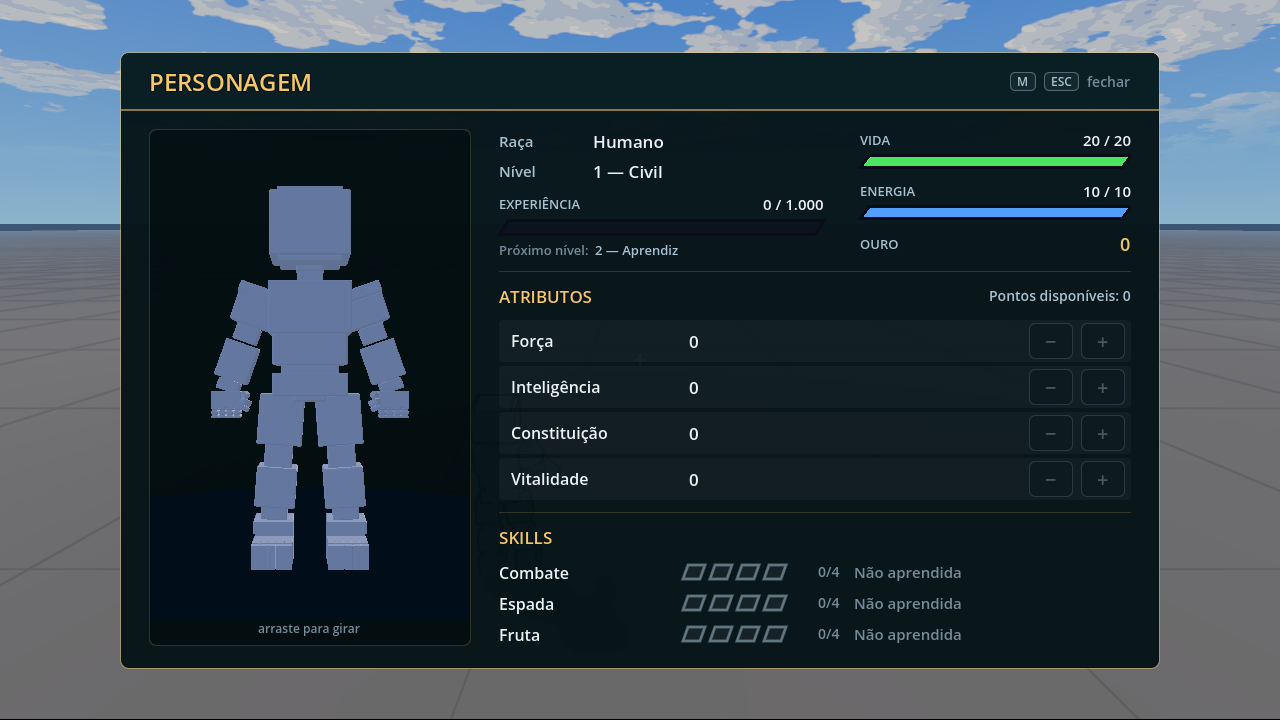 PERSONAGEM
M ESC fechar
Raça Humano
Nível 1 — Civil
EXPERIÊNCIA 0 / 1.000
Próximo nível: 2 — Aprendiz
VIDA 20 / 20
ENERGIA 10 / 10
OURO 0
ATRIBUTOS Pontos disponíveis: 0
Força 0 − +
Inteligência 0 − +
Constituição 0 − +
Vitalidade 0 − +
SKILLS
Combate 0/4 Não aprendida
Espada 0/4 Não aprendida
Fruta 0/4 Não aprendida
arraste para girar